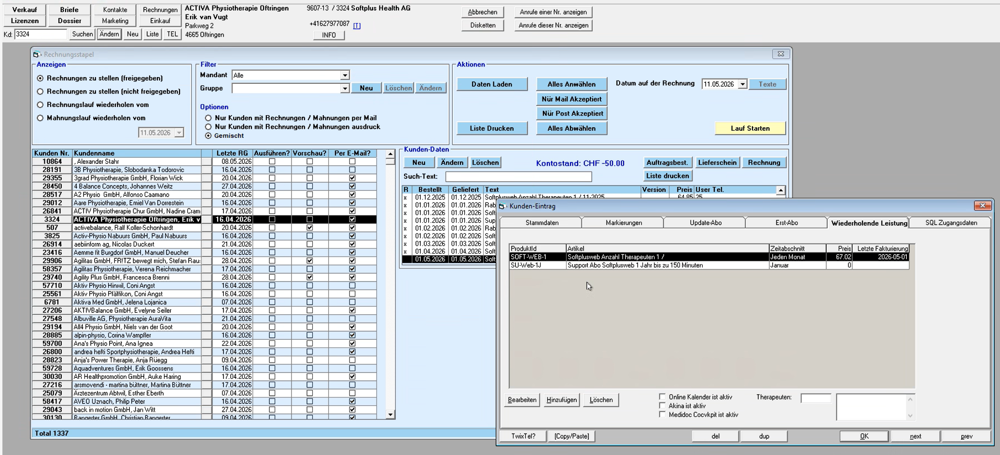 Verkauf Briefe Kontakte Rechnungen
Lizenzen Dossier Marketing Einkauf
Kd: 3324 Suchen Ändern Neu Liste TEL
ACTIVA Physiotherapie Oftringen
Erik van Vugt
Parkweg 2
4665 Oftringen
9607-13 / 3324 Softplus Health AG
+41627977087 [T]
INFO
Abbrechen Anrufe einer Nr. anzeigen
Disketten Anrufe dieser Nr. anzeigen
Rechnungsstapel
Anzeigen
Rechnungen zu stellen (freigegeben)
Rechnungen zu stellen (nicht freigegeben)
Rechnungslauf wiederholen vom
Mahnungslauf wiederholen vom
11.05.2026
Filter
Mandant Alle
Gruppe Neu Löschen Ändern
Optionen
Nur Kunden mit Rechnungen / Mahnungen per Mail
Nur Kunden mit Rechnungen / Mahnungen ausdruck
Gemischt
Aktionen
Daten Laden Alles Anwählen Datum auf der Rechnung 11.05.2026 Texte
Nür Mail Akzeptiert
Nür Post Akzeptiert
Liste Drucken Alles Abwählen Lauf Starten
Kunden Nr. Kundenname Letzte RG Ausführen? Vorschau? Per E-Mail?
10864 , Alexander Stahr 08.05.2026
28191 3B Physiotherapie, Slobodanka Todorovic 16.04.2026
29355 3grad Physiotherapie GmbH, Florian Wick 20.04.2026
28450 4 Balance Concepts, Johannes Weitz 27.04.2026
28517 A2 Physio GmbH, Alfonso Caamano 20.04.2026
29012 Aare Physiotherapie, Emiel Van Dorrestein 16.04.2026
26841 ACTIV Physiotherapie Chur GmbH, Nadine Cram 17.04.2026
3324 ACTIVA Physiotherapie Oftringen, Erik v 16.04.2026
507 activebalance, Ralf Koller-Schonhardt 20.04.2026
3825 Activ-Physio Nabuurs GmbH, Paul Nabuurs 16.04.2026
26914 aebiinform ag, Nicolas Duckert 21.04.2026
23416 Aemme fit Burgdorf GmbH, Manuel Deucher 16.04.2026
29906 Agilitas GmbH, FR!TZ bewegt mich, Stefan Rau: 28.04.2026
58357 Agilitas Physiotherapie, Verena Reichmacher 17.04.2026
29740 Agility Plus GmbH, Francesca Brenni 28.04.2026
57710 Aktiv Physio Hinwil, Coni Angst 16.04.2026
25561 Aktiv Physio Pfäffikon, Coni Angst 16.04.2026
6781 Aktiva Med GmbH, Jelena Lojanica 07.04.2026
27206 AKTIVBalance GmbH, Evelyne Seiler 17.04.2026
27548 Albuville AG, Physiotherapie AuraVita 21.04.2026
29194 All4 Physio GmbH, Niels van der Goot 20.04.2026
28885 alpin-physio, Corina Wampfler 16.04.2026
59700 Ana's Physio Point, Ana Ignea 22.04.2026
26800 andrea hefti Sportphysiotherapie, Andrea Hefti 17.04.2026
28823 Anja's Power Therapie, Anja Rüegg 09.04.2026
59728 Aquadventures GmbH, Erik Goossens 16.04.2026
30030 AR Healthpromotion GmbH, Auke Haring 17.04.2026
27216 arsmovendi - martina büttner, Martina Büttner 17.04.2026
25079 Ärztezentrum Abtwil, Esther Eberth 07.04.2026
58417 AVEO Uznach, Philip Peter 16.04.2026
29043 back in motion GmbH, Jan Witt 27.04.2026
30130 Bangerter GmbH, Christian Bangerter 09.04.2026
Total 1337
Kunden-Daten
Neu Ändern Löschen Kontostand: CHF -50.00 Auftragsbest. Lieferschein Rechnung
Such-Text: Liste drucken
R Bestellt Geliefert Text Version Preis User Tel.
x 01.12.2025 01.12.2025 Softplusweb Anzahl Therapeuten 1 / 11-2025 64.85 25
x 01.01.2026 01.01.2026 Rab
x 01.01.2026 01.01.2026 Soft
x 01.01.2026 01.01.2026 Sup
x 01.02.2026 01.02.2026 Rab
x 01.02.2026 01.02.2026 Soft
x 01.03.2026 01.03.2026 Soft
x 01.04.2026 01.04.2026 Soft
01.05.2026 01.05.2026 Soft
Kunden-Eintrag
Stammdaten Markierungen Update-Abo Erst-Abo Wiederholende Leistung SQL Zugangsdaten
ProduktId Artikel Zeitabschnitt Preis Letzte Fakturierung
SOFT-WEB-1 Softplusweb Anzahl Therapeuten 1 / Jeden Monat 67.02 2026-05-01
SU-Web-1J Support Abo Softplusweb 1 Jahr bis zu 150 Minuten Januar 0
Bearbeiten Hinzufügen Löschen
Online Kalender ist aktiv Therapeuten:
Akina ist aktiv
Medidoc Cocvkpit ist aktiv
TwixTel? [Copy/Paste] del dup OK next prev